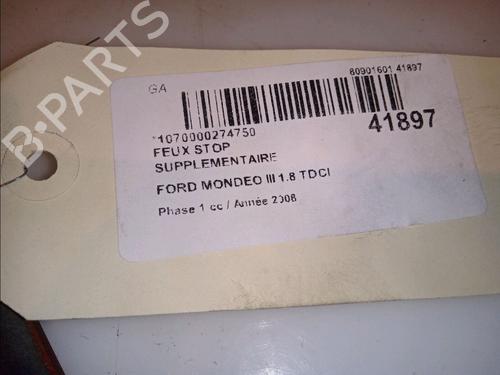 B-PARTS
GA
80901601 41897
*1070000274750
41897
FEUX STOP
SUPPLEMENTAIRE
FORD MONDEO III 1.8 TDCI
Phase 1 cc / Année 2008